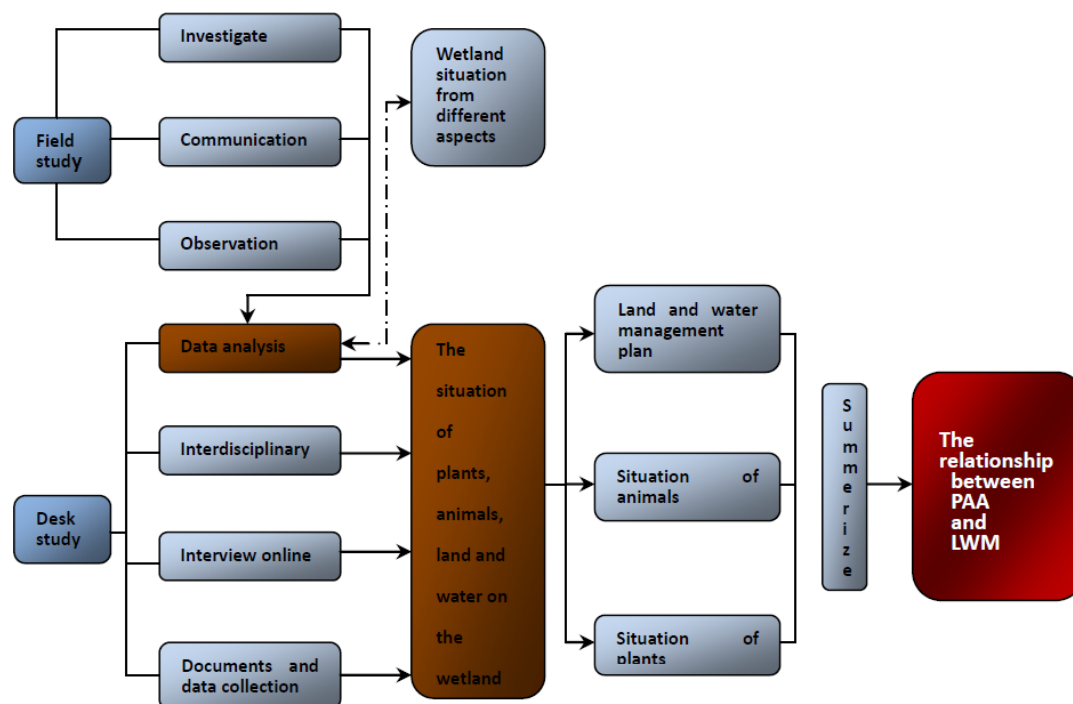 Investigate
Wetland
situation
from
different
aspects
Field
study
Communication
Observation
Data analysis
The
situation
of
plants,
animals,
land and
water on
the
wetland
Land and water
management
plan
Interdisciplinary
Situation of
animals
S
u
m
m
e
r
i
z
e
The
relationship
between
PAA
and
LWM
Desk
study
Interview online
Situation of
plants
Documents and
data collection